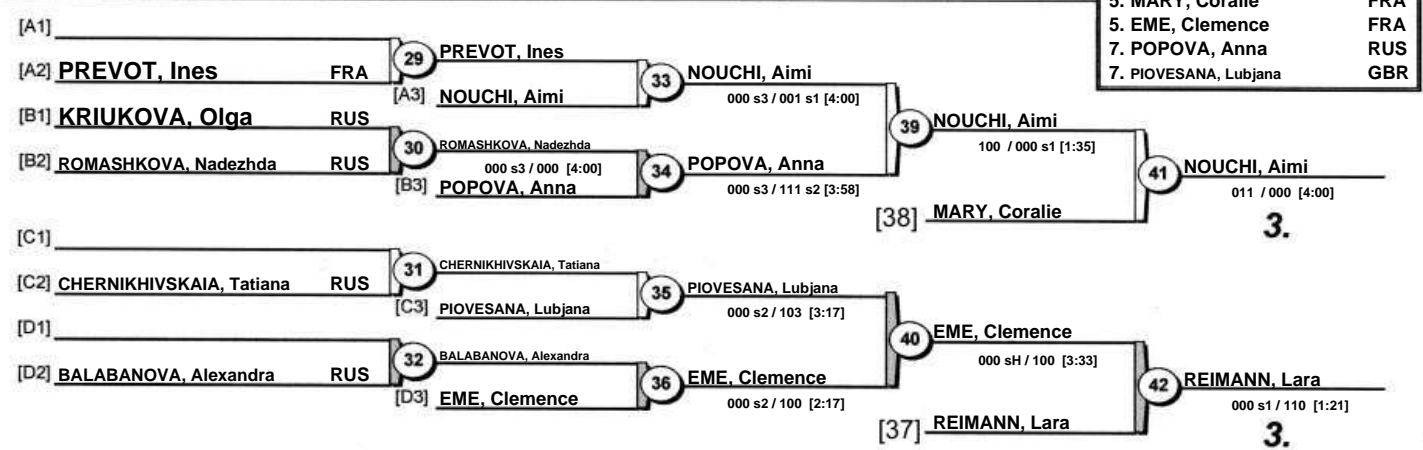 5. MARY, Coralie FRA
5. EME, Clemence FRA
7. POPOVA, Anna RUS
7. PIOVESANA, Lubjana GBR
[A1]
[A2] PREVOT, Ines FRA
29
PREVOT, Ines
[A3] NOUCHI, Aimi
33
NOUCHI, Aimi
000 s3 / 001 s1 [4:00]
[B1] KRIUKOVA, Olga RUS
[B2] ROMASHKOVA, Nadezhda RUS
30
ROMASHKOVA, Nadezhda
000 s3 / 000 [4:00]
[B3] POPOVA, Anna
34
POPOVA, Anna
000 s3 / 111 s2 [3:58]
39
NOUCHI, Aimi
100 / 000 s1 [1:35]
[38] MARY, Coralie
41
NOUCHI, Aimi
011 / 000 [4:00]
3.
[C1]
[C2] CHERNIKHIVSKAIA, Tatiana RUS
31
CHERNIKHIVSKAIA, Tatiana
[C3] PIOVESANA, Lubjana
35
PIOVESANA, Lubjana
000 s2 / 103 [3:17]
[D1]
[D2] BALABANOVA, Alexandra RUS
32
BALABANOVA, Alexandra
[D3] EME, Clemence
36
EME, Clemence
000 s2 / 100 [2:17]
40
EME, Clemence
000 sH / 100 [3:33]
[37] REIMANN, Lara
42
REIMANN, Lara
000 s1 / 110 [1:21]
3.